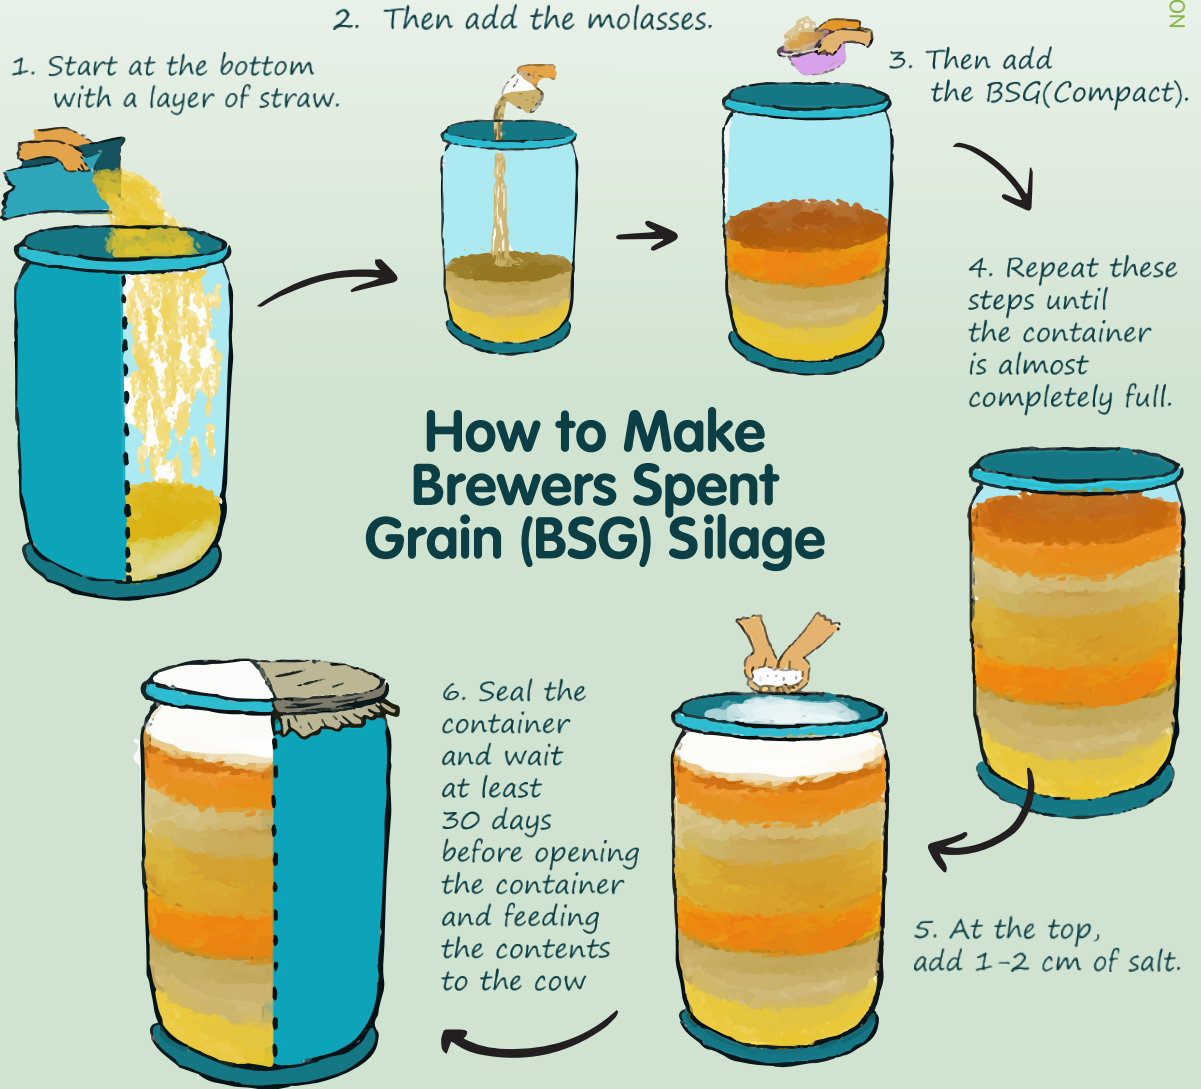 How to Make
Brewers Spent
Grain (BSG) Silage
1. Start at the bottom
with a layer of straw.
2. Then add the molasses.
3. Then add
the BSG(Compact).
4. Repeat these
steps until
the container
is almost
completely full.
5. At the top,
add 1-2 cm of salt.
6. Seal the
container
and wait
at least
30 days
before opening
the container
and feeding
the contents
to the cow
NO